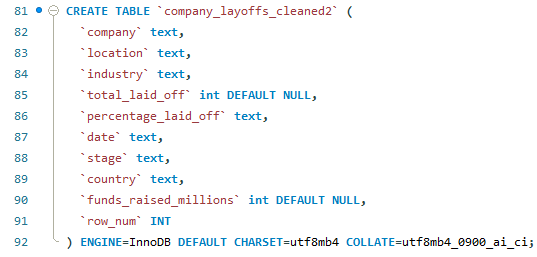 81 CREATE TABLE `company_layoffs_cleaned2` (
82 `company` text,
83 `location` text,
84 `industry` text,
85 `total_laid_off` int DEFAULT NULL,
86 `percentage_laid_off` text,
87 `date` text,
88 `stage` text,
89 `country` text,
90 `funds_raised_millions` int DEFAULT NULL,
91 `row_num` INT
92 ) ENGINE=InnoDB DEFAULT CHARSET=utf8mb4 COLLATE=utf8mb4_0900_ai_ci;